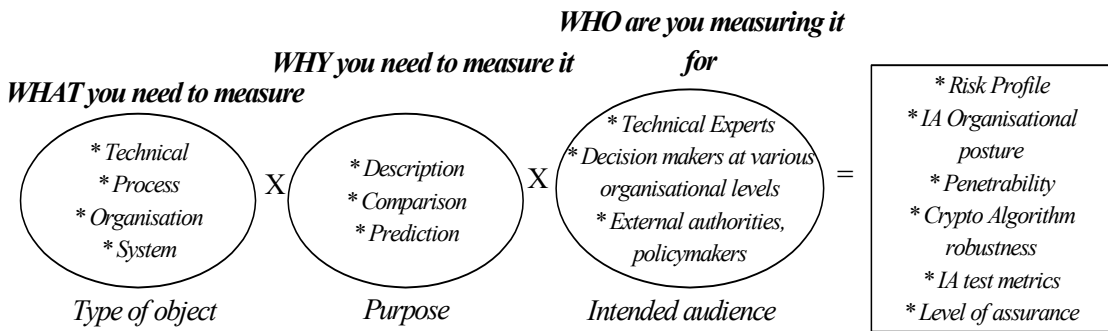 WHO are you measuring it
for
WHY you need to measure it
WHAT you need to measure
* Technical
* Process
* Organisation
* System
X
* Description
* Comparison
* Prediction
X
* Technical Experts
* Decision makers at various
organisational levels
* External authorities,
policymakers
=
* Risk Profile
* IA Organisational
posture
* Penetrability
* Crypto Algorithm
robustness
* IA test metrics
* Level of assurance
Type of object
Purpose
Intended audience